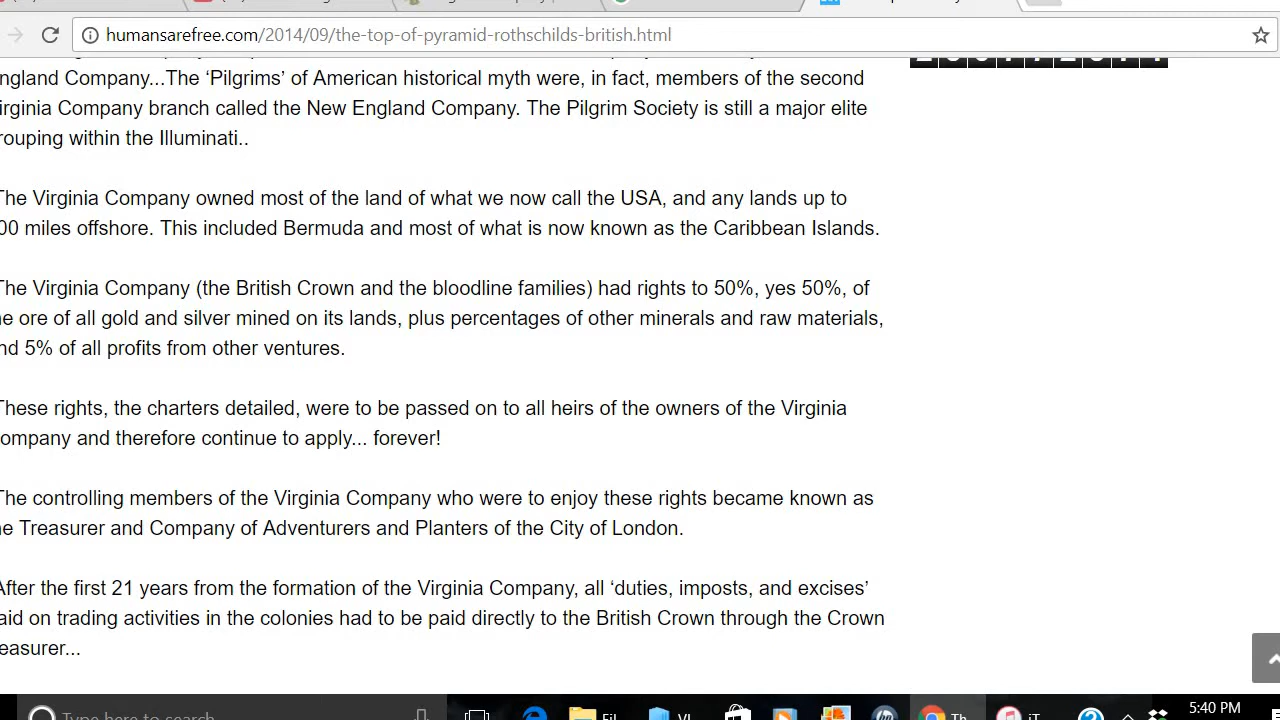 humansarefree.com/2014/09/the-top-of-pyramid-rothschilds-british.html
ngland Company...The ‘Pilgrims’ of American historical myth were, in fact, members of the second
irginia Company branch called the New England Company. The Pilgrim Society is still a major elite
rouping within the Illuminati..
The Virginia Company owned most of the land of what we now call the USA, and any lands up to
00 miles offshore. This included Bermuda and most of what is now known as the Caribbean Islands.
The Virginia Company (the British Crown and the bloodline families) had rights to 50%, yes 50%, of
he ore of all gold and silver mined on its lands, plus percentages of other minerals and raw materials,
nd 5% of all profits from other ventures.
These rights, the charters detailed, were to be passed on to all heirs of the owners of the Virginia
ompany and therefore continue to apply... forever!
The controlling members of the Virginia Company who were to enjoy these rights became known as
he Treasurer and Company of Adventurers and Planters of the City of London.
After the first 21 years from the formation of the Virginia Company, all ‘duties, imposts, and excises’
aid on trading activities in the colonies had to be paid directly to the British Crown through the Crown
easurer...
Type here to search
Fil
VI
Th
iT
5:40 PM